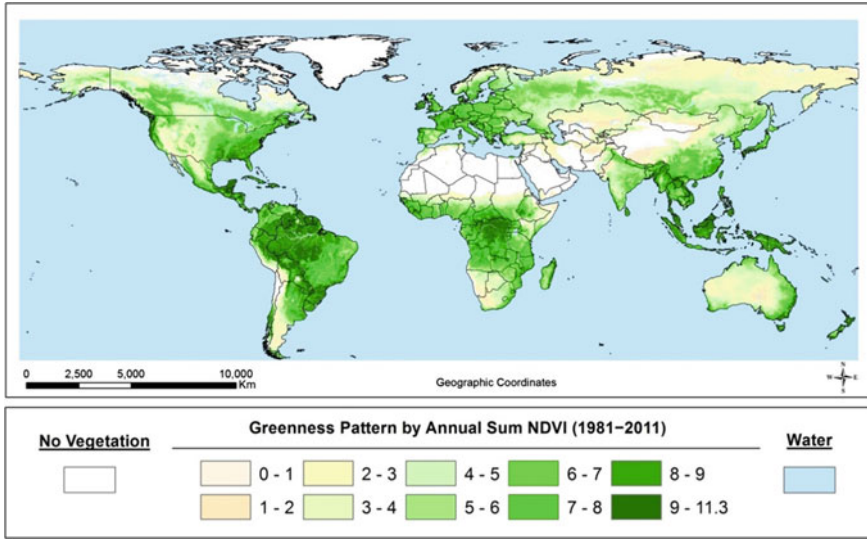 0 2,500 5,000 10,000
Km
Geographic Coordinates
N
W E
S
Greenness Pattern by Annual Sum NDVI (1981−2011)
No Vegetation
Water
0 - 1
2 - 3
4 - 5
6 - 7
8 - 9
1 - 2
3 - 4
5 - 6
7 - 8
9 - 11.3